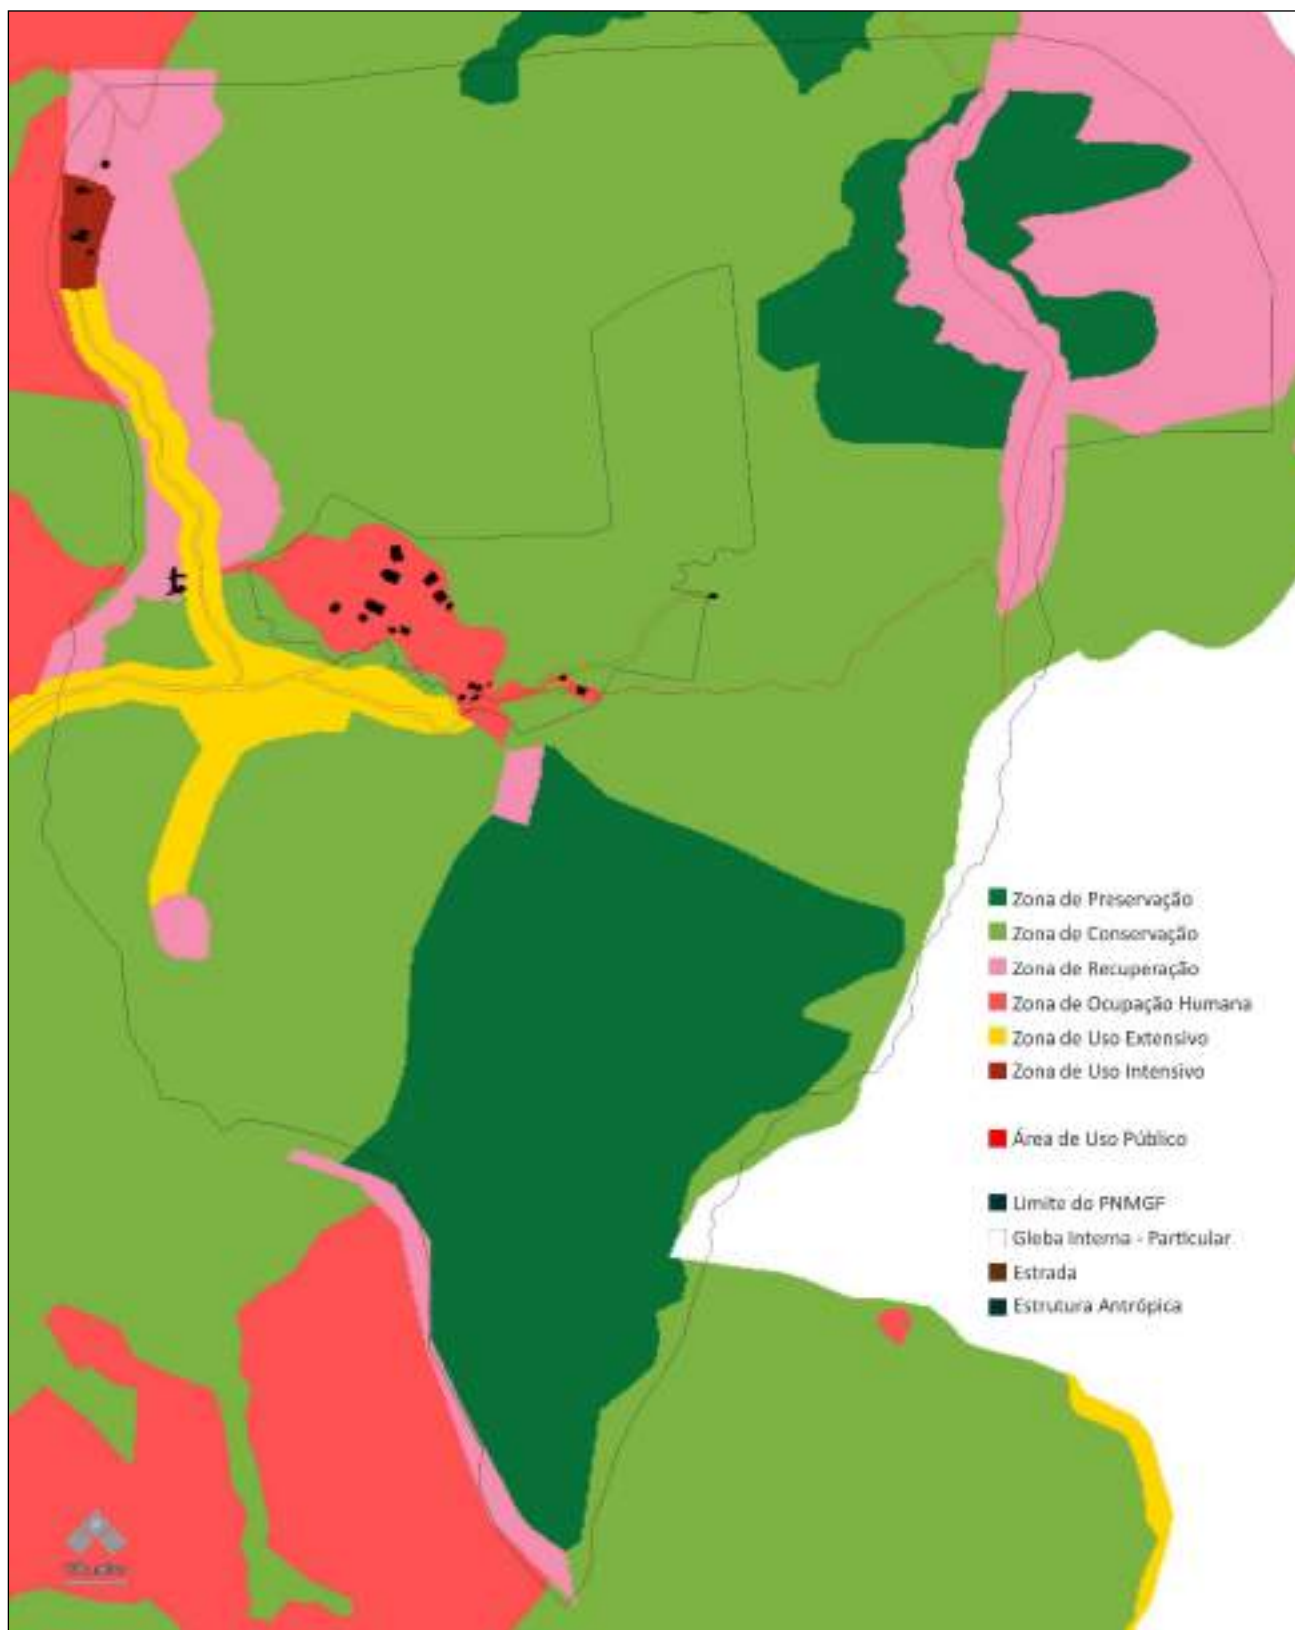 Zona de Preservação
Zona de Conservação
Zona de Recuperação
Zona de Ocupação Humana
Zona de Uso Extensivo
Zona de Uso Intensivo
Área de Uso Público
Limite do PNMGF
Gleba Interna - Particular
Estrada
Estrutura Antrópica